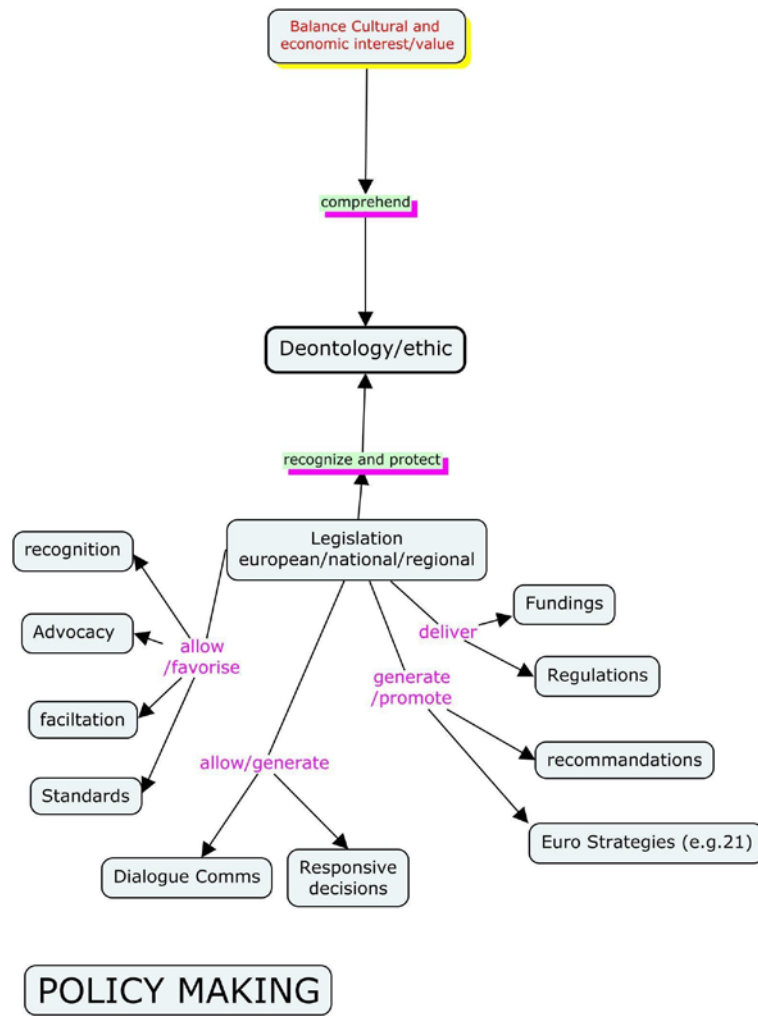 Balance Cultural and
economic interest/value
comprehend
Deontology/ethic
recognize and protect
Legislation
european/national/regional
recognition
Advocacy
faciltation
Standards
allow
/favorise
allow/generate
Dialogue Comms
Responsive
decisions
deliver
Fundings
Regulations
generate
/promote
recommandations
Euro Strategies (e.g.21)
POLICY MAKING